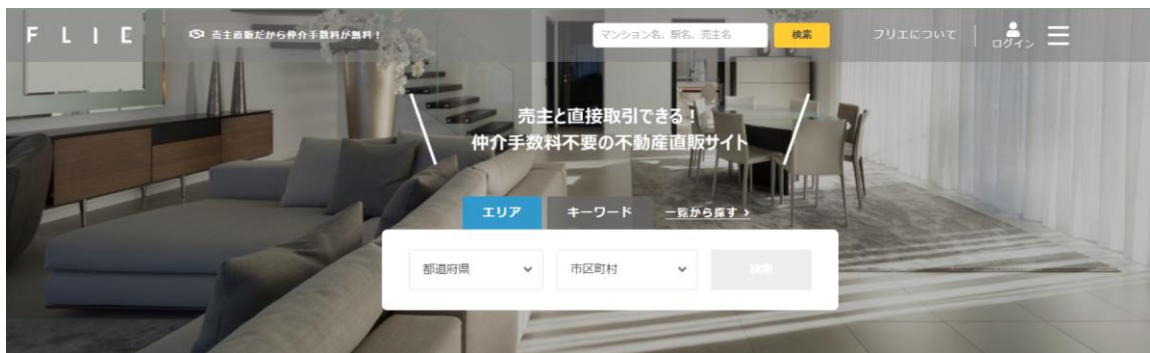 FLIE
売主直販だから仲介手数料が無料！
マンション名、駅名、売主名
検索
フリエについて
ログイン
売主と直接取引できる！
仲介手数料不要の不動産直販サイト
エリア
キーワード
一覧から探す ›
都道府県
市区町村
検索